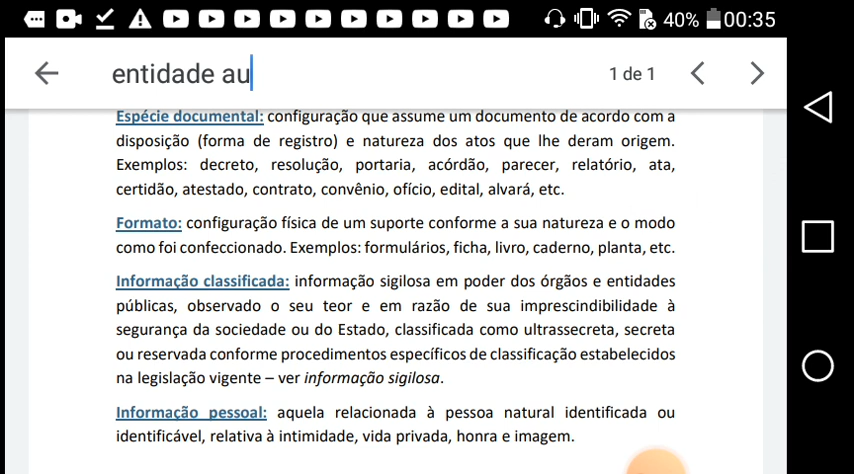 40% 00:35
entidade au 1 de 1
Espécie documental: configuração que assume um documento de acordo com a
disposição (forma de registro) e natureza dos atos que lhe deram origem.
Exemplos: decreto, resolução, portaria, acórdão, parecer, relatório, ata,
certidão, atestado, contrato, convênio, ofício, edital, alvará, etc.
Formato: configuração física de um suporte conforme a sua natureza e o modo
como foi confeccionado. Exemplos: formulários, ficha, livro, caderno, planta, etc.
Informação classificada: informação sigilosa em poder dos órgãos e entidades
públicas, observado o seu teor e em razão de sua imprescindibilidade à
segurança da sociedade ou do Estado, classificada como ultrassecreta, secreta
ou reservada conforme procedimentos específicos de classificação estabelecidos
na legislação vigente – ver informação sigilosa.
Informação pessoal: aquela relacionada à pessoa natural identificada ou
identificável, relativa à intimidade, vida privada, honra e imagem.